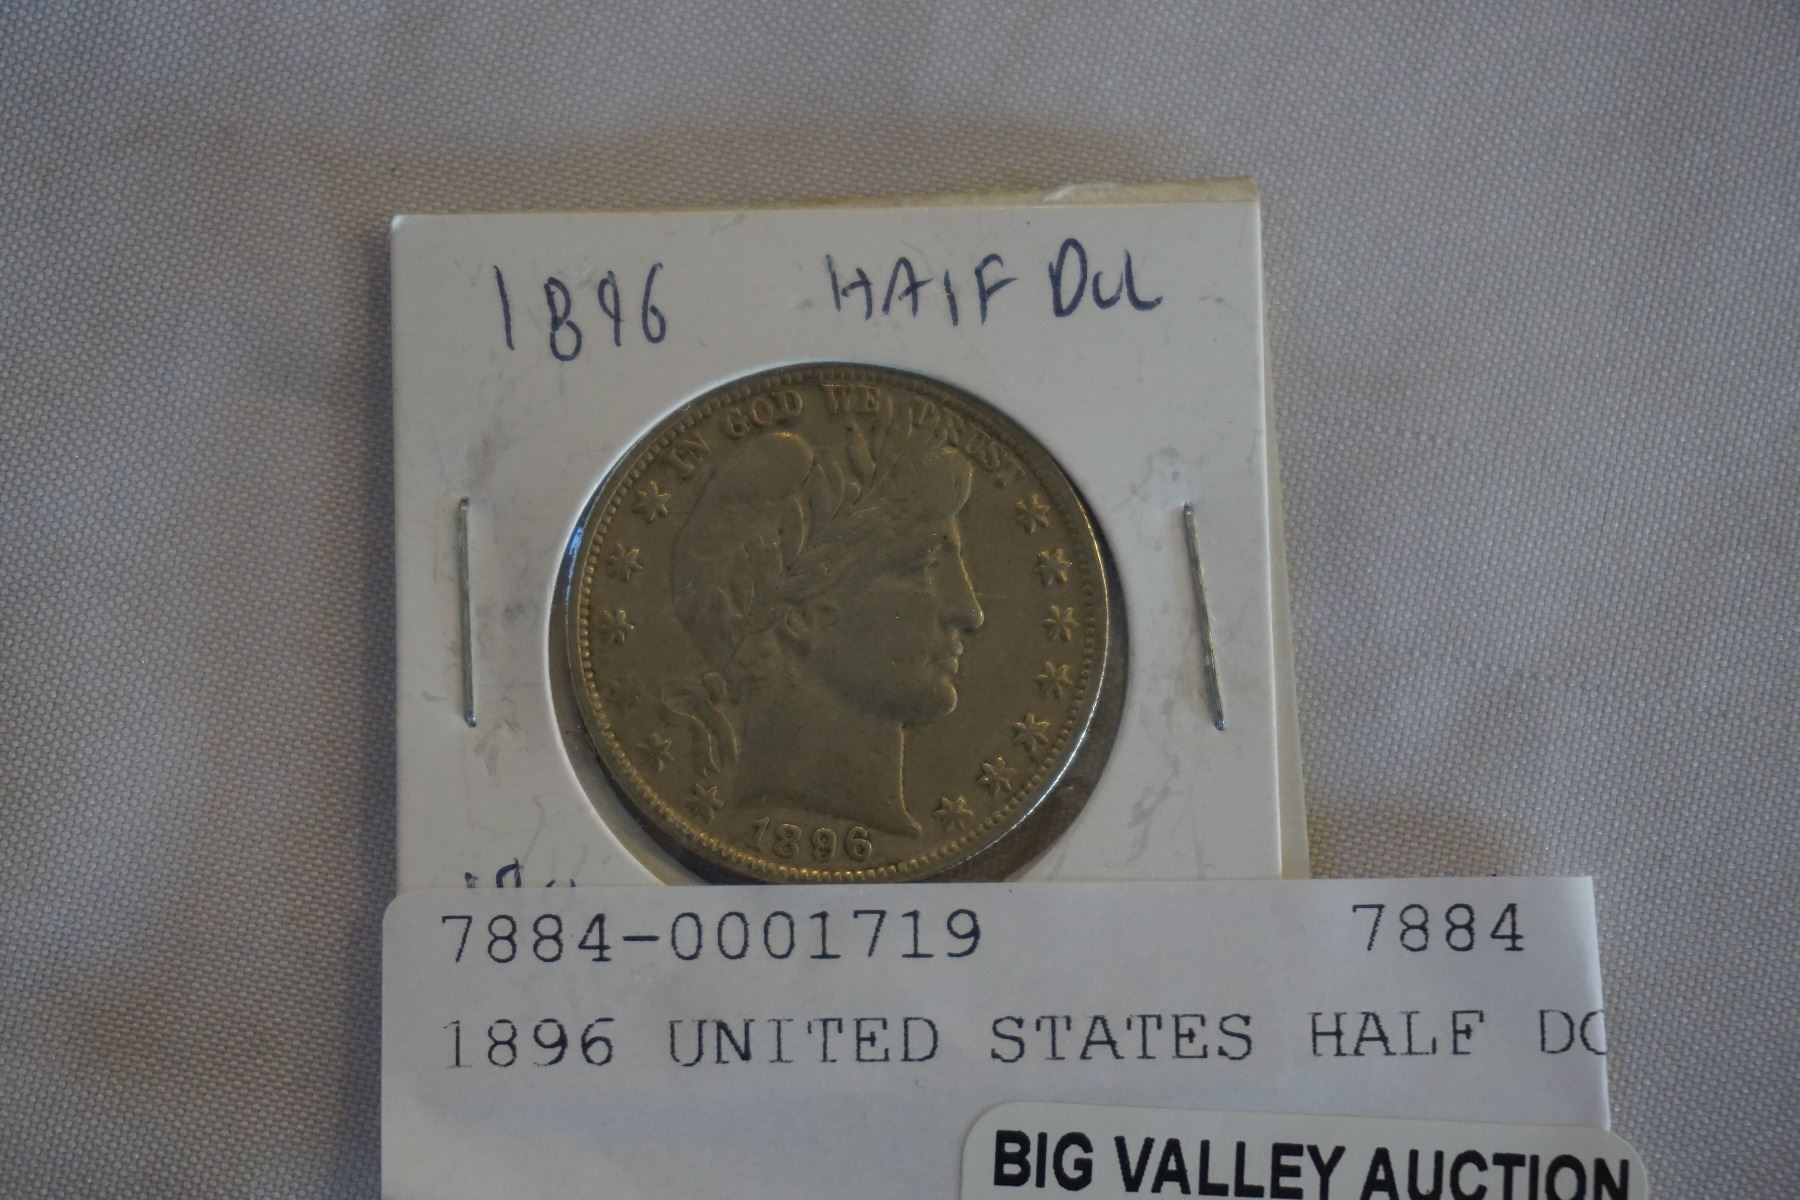 1896 HAlF DOL
IN GOD WE TRUST
1896
7884-0001719 7884
1896 UNITED STATES HALF DO
BIG VALLEY AUCTION